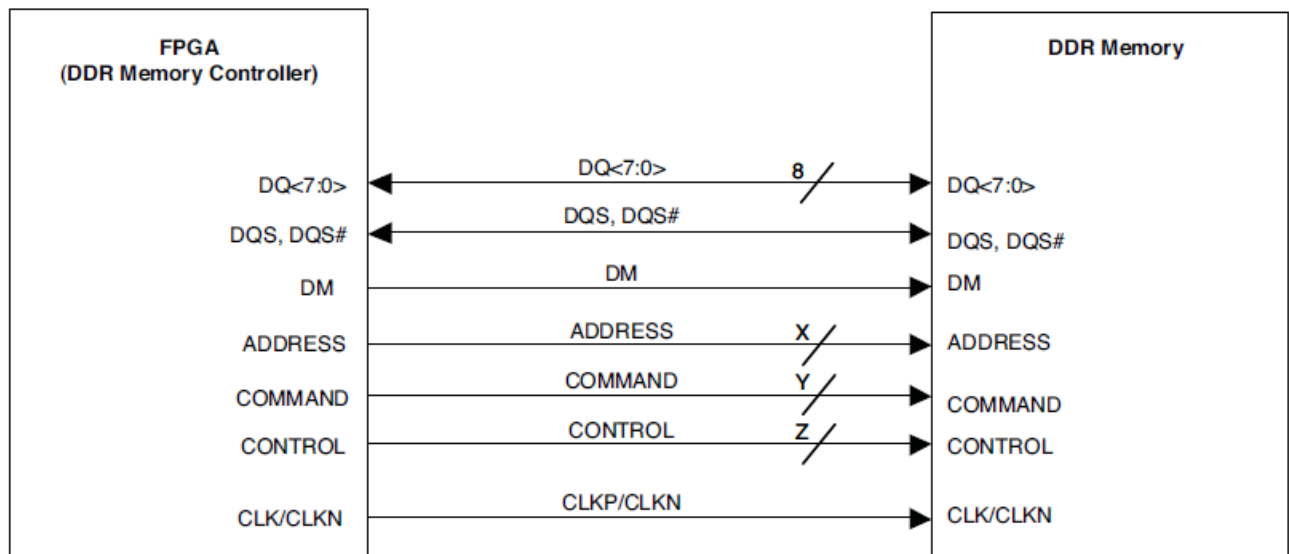 FPGA
(DDR Memory Controller)
DDR Memory
DQ<7:0>
DQ<7:0>
8
DQ<7:0>
DQS, DQS#
DQS, DQS#
DQS, DQS#
DM
DM
DM
ADDRESS
ADDRESS
X
ADDRESS
COMMAND
COMMAND
Y
COMMAND
CONTROL
CONTROL
Z
CONTROL
CLK/CLKN
CLKP/CLKN
CLK/CLKN